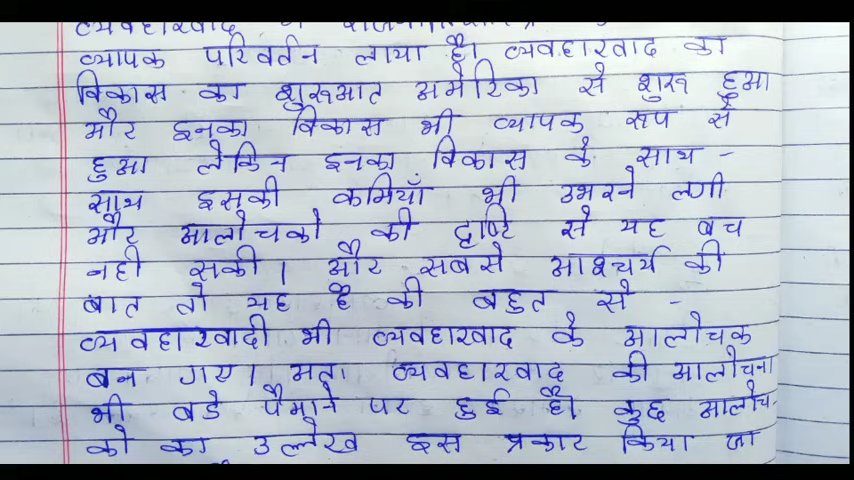 व्यवहारवाद
व्यापक परिवर्तन लाया है। व्यवहारवाद का
विकास का शुरुआत अमेरिका से शुरू हुआ
और इनका विकास भी व्यापक रूप से
हुआ लेकिन इनका विकास के साथ -
साथ इसकी कमियाँ भी उभरने लगी
और आलोचको की दृष्टि से यह बच
नही सकी। और सबसे आश्चर्य की
बात तो यह है की बहुत से -
व्यवहारवादी भी व्यवहारवाद के आलोचक
बन गए। अतः व्यवहारवाद की आलोचना
भी बडे पैमाने पर हुई है। कुछ आलोच-
को का उल्लेख इस प्रकार किया जा